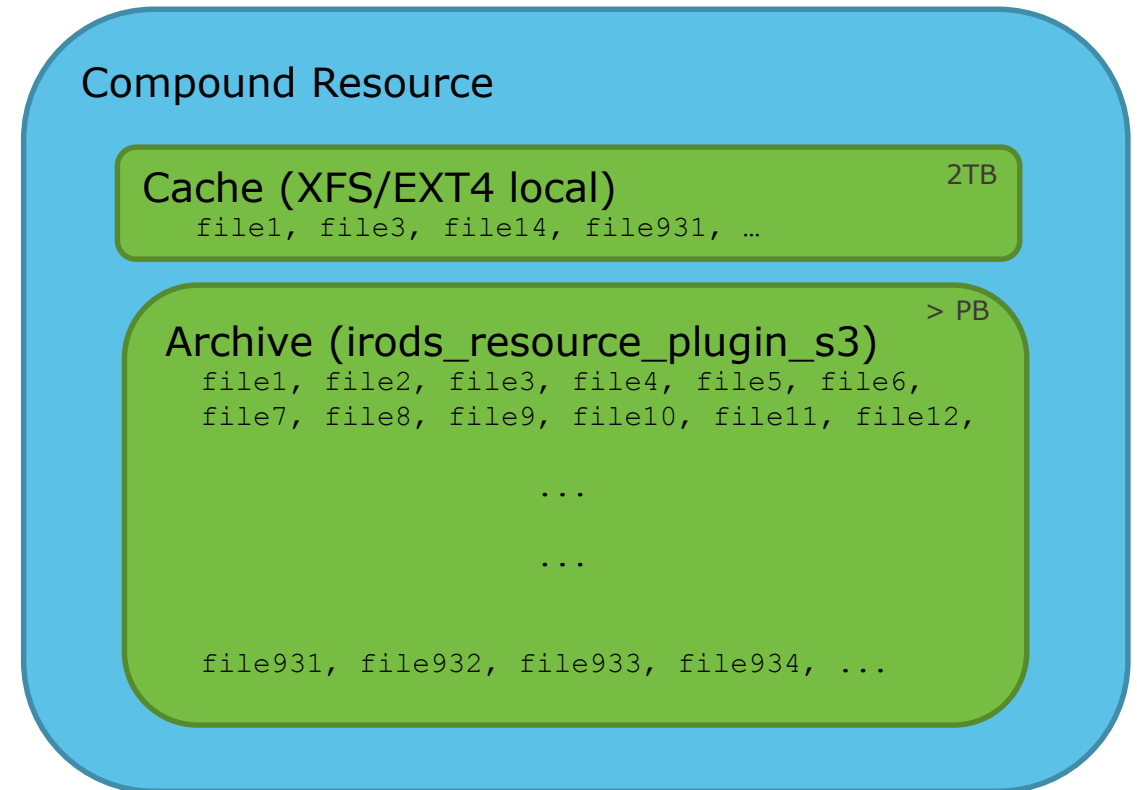 Compound Resource
Cache (XFS/EXT4 local)
2TB
file1, file3, file14, file931, …
> PB
Archive (irods_resource_plugin_s3)
file1, file2, file3, file4, file5, file6,
file7, file8, file9, file10, file11, file12,
...
...
file931, file932, file933, file934, ...